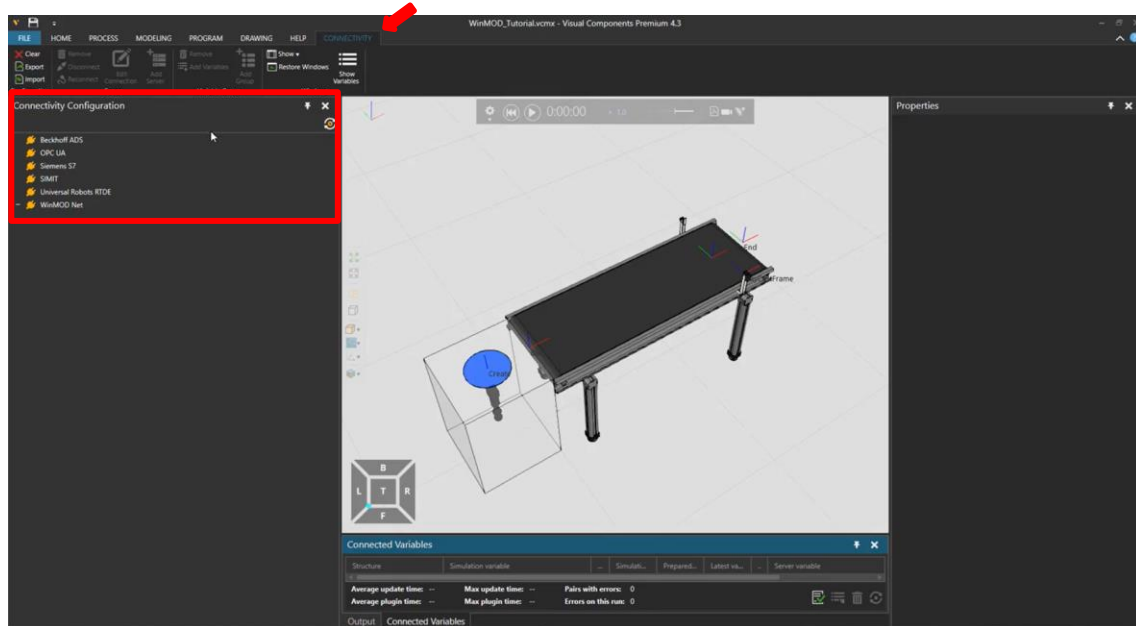 WinMOD_Tutorial.vcmx - Visual Components Premium 4.3
FILE HOME PROCESS MODELING PROGRAM DRAWING HELP CONNECTIVITY
Clear Remove Edit Connection Add Server Remove Add Group Show Show Variables
Export Disconnect Add Variables Restore Windows
Import Reconnect
Connectivity Configuration
Beckhoff ADS
OPC UA
Siemens S7
SIMIT
Universal Robots RTDE
WinMOD Net
0:00:00
End
Frame
Create
B
L T R
F
Properties
Connected Variables
Structure Simulation variable ... Simulati... Prepared... Latest va... ... Server variable
Average update time: -- Max update time: -- Pairs with errors: 0
Average plugin time: -- Max plugin time: -- Errors on this run: 0
Output Connected Variables